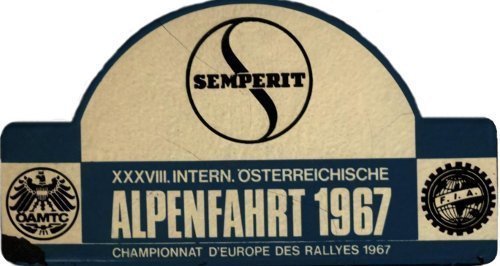 SEMPERIT
XXXVIII. INTERN. ÖSTERREICHISCHE
ALPENFAHRT 1967
CHAMPIONNAT D'EUROPE DES RALLYES 1967
ÖAMTC
F.I.A.